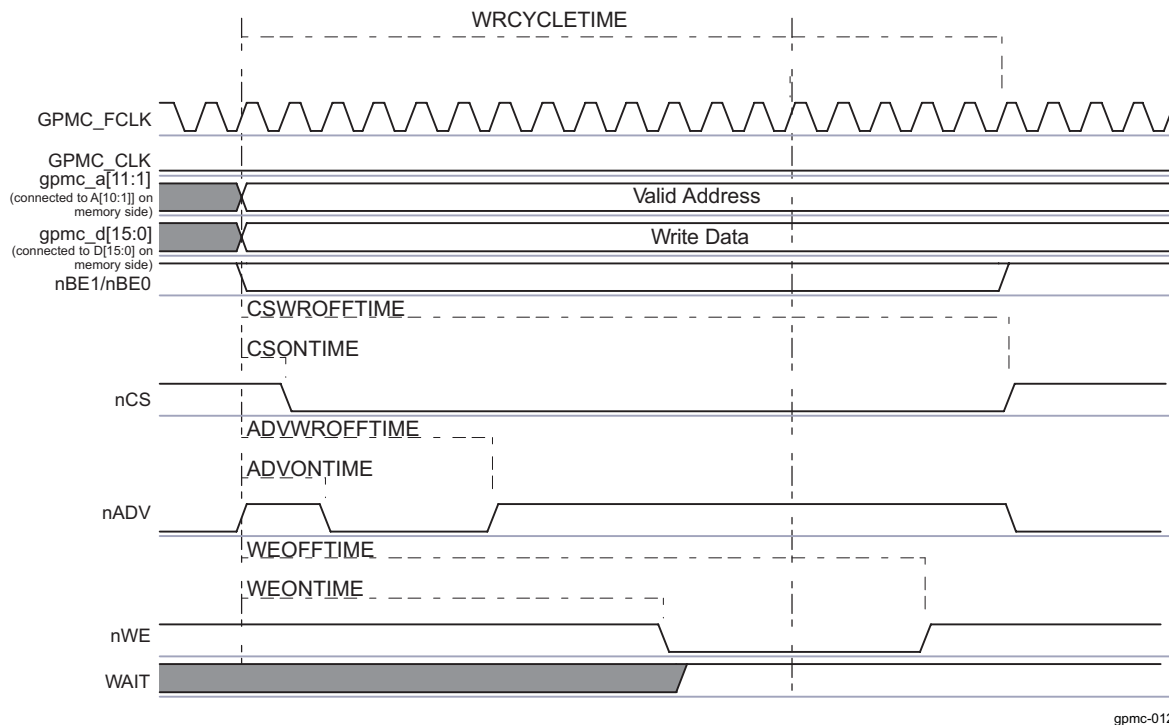 WRCYCLETIME
GPMC_FCLK
GPMC_CLK
gpmc_a[11:1]
(connected to A[10:1]] on
memory side)
Valid Address
gpmc_d[15:0]
(connected to D[15:0] on
memory side)
Write Data
nBE1/nBE0
CSWROFFTIME
CSONTIME
nCS
ADVWROFFTIME
ADVONTIME
nADV
WEOFFTIME
WEONTIME
nWE
WAIT
gpmc-012